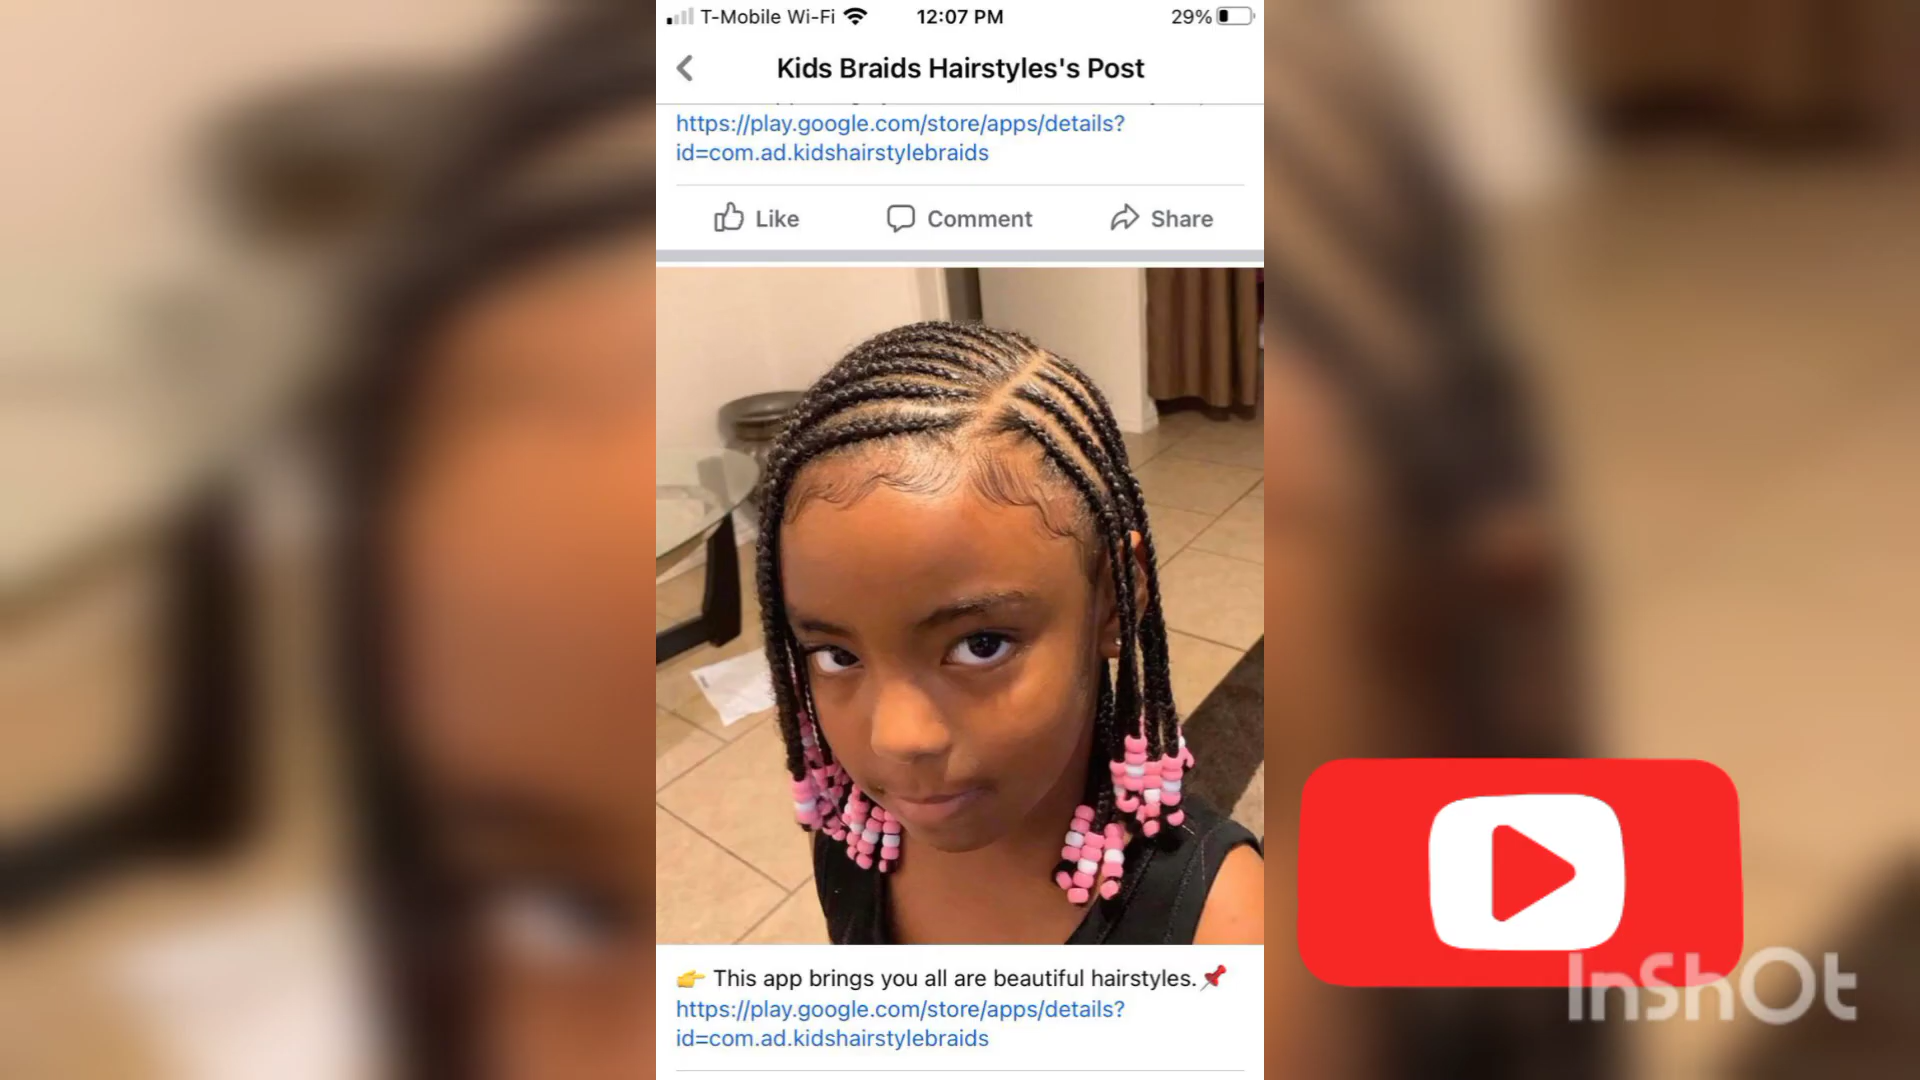 T-Mobile Wi-Fi 12:07 PM 29%
Kids Braids Hairstyles's Post
https://play.google.com/store/apps/details?
id=com.ad.kidshairstylebraids
Like Comment Share
👉 This app brings you all are beautiful hairstyles.📌
https://play.google.com/store/apps/details?
id=com.ad.kidshairstylebraids
InShOt